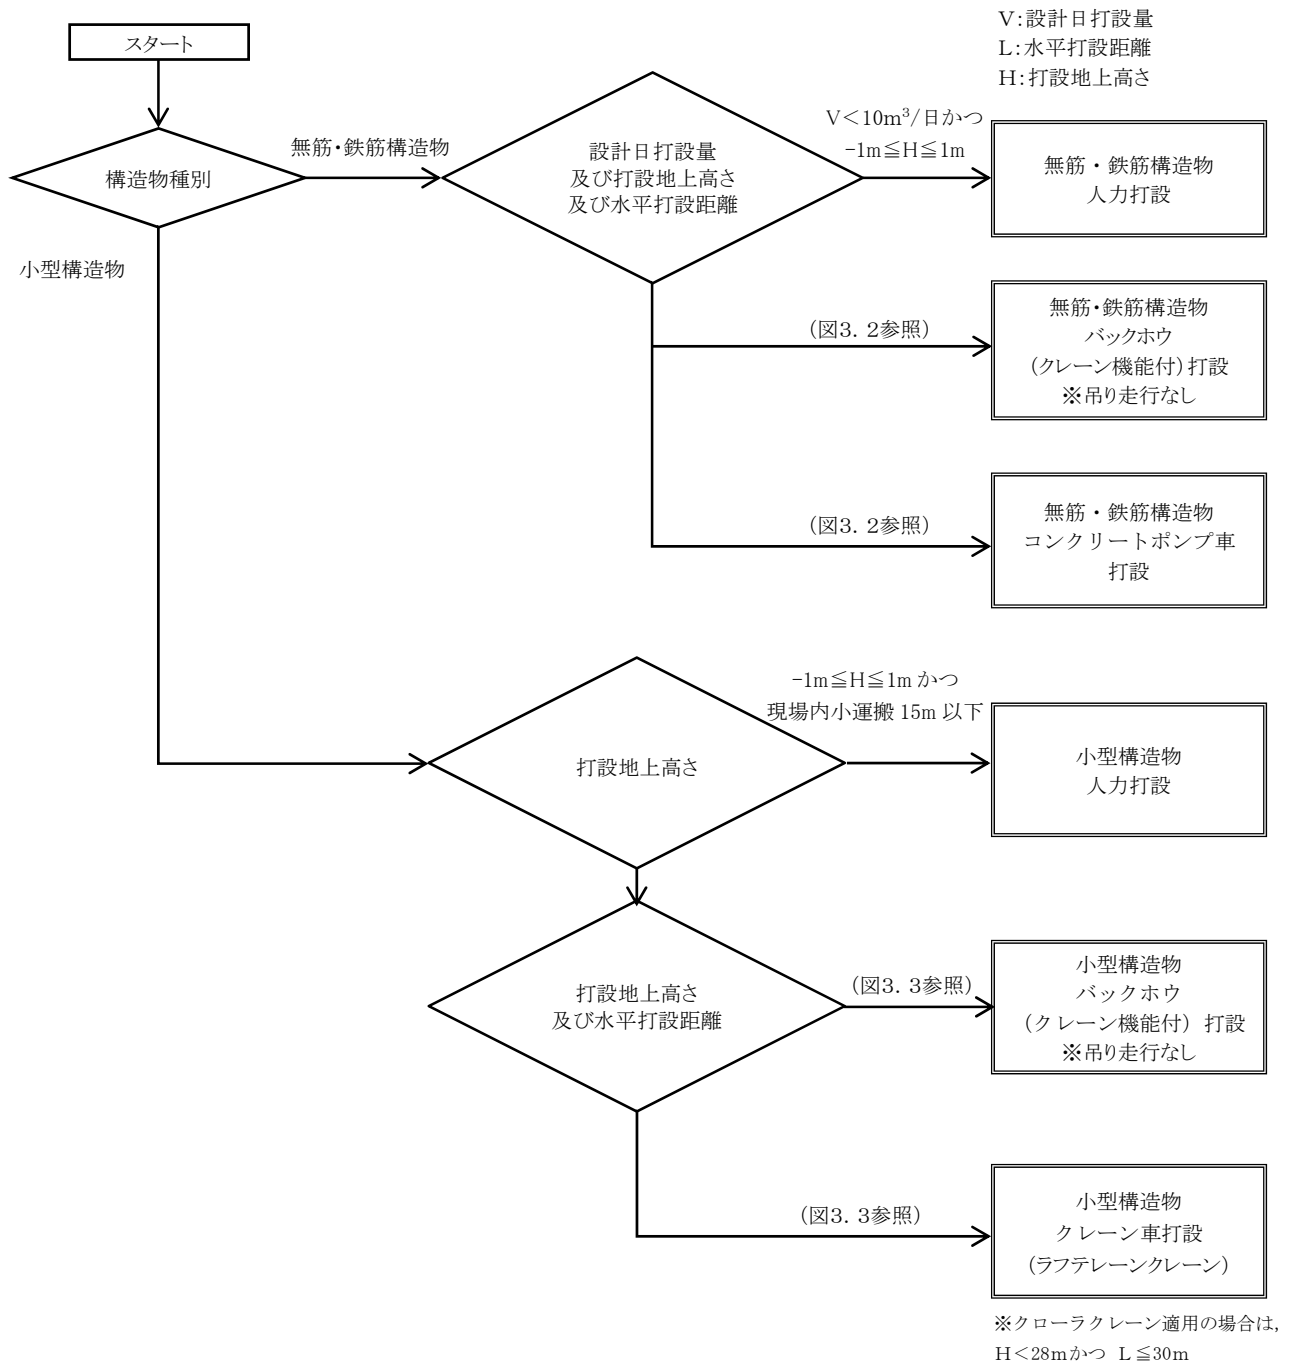 V:設計日打設量
L:水平打設距離
H:打設地上高さ
スタート
構造物種別
無筋・鉄筋構造物
小型構造物
設計日打設量
及び打設地上高さ
及び水平打設距離
V<10m³/日かつ
-1m≦H≦1m
無筋・鉄筋構造物
人力打設
(図3.2参照)
無筋・鉄筋構造物
バックホウ
(クレーン機能付)打設
※吊り走行なし
(図3.2参照)
無筋・鉄筋構造物
コンクリートポンプ車
打設
打設地上高さ
-1m≦H≦1mかつ
現場内小運搬 15m 以下
小型構造物
人力打設
打設地上高さ
及び水平打設距離
(図3.3参照)
小型構造物
バックホウ
(クレーン機能付) 打設
※吊り走行なし
(図3.3参照)
小型構造物
クレーン車打設
(ラフテレーンクレーン)
※クローラクレーン適用の場合は,
H<28mかつ L≦30m